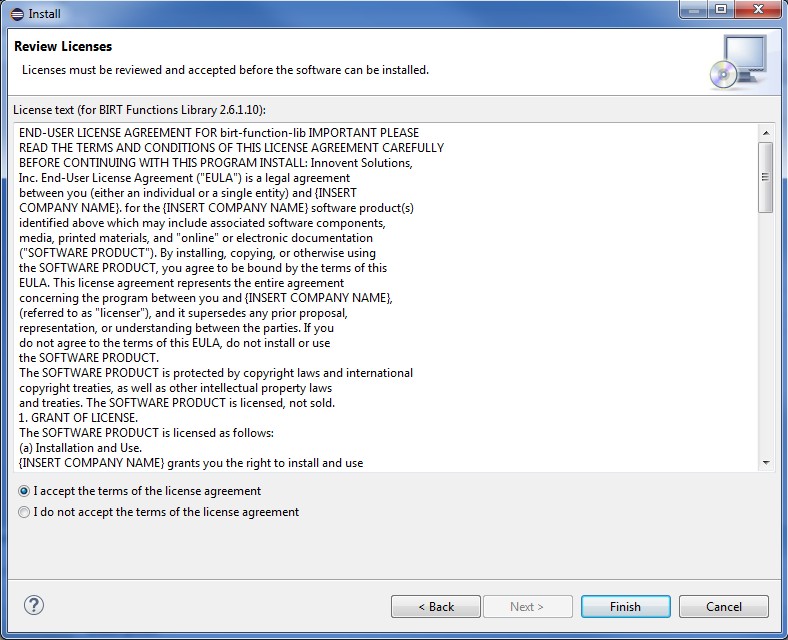 Install
Review Licenses
Licenses must be reviewed and accepted before the software can be installed.
License text (for BIRT Functions Library 2.6.1.10):
END-USER LICENSE AGREEMENT FOR birt-function-lib IMPORTANT PLEASE
READ THE TERMS AND CONDITIONS OF THIS LICENSE AGREEMENT CAREFULLY
BEFORE CONTINUING WITH THIS PROGRAM INSTALL: Innovent Solutions,
Inc. End-User License Agreement ("EULA") is a legal agreement
between you (either an individual or a single entity) and {INSERT
COMPANY NAME}. for the {INSERT COMPANY NAME} software product(s)
identified above which may include associated software components,
media, printed materials, and "online" or electronic documentation
("SOFTWARE PRODUCT"). By installing, copying, or otherwise using
the SOFTWARE PRODUCT, you agree to be bound by the terms of this
EULA. This license agreement represents the entire agreement
concerning the program between you and {INSERT COMPANY NAME},
(referred to as "licenser"), and it supersedes any prior proposal,
representation, or understanding between the parties. If you
do not agree to the terms of this EULA, do not install or use
the SOFTWARE PRODUCT.
The SOFTWARE PRODUCT is protected by copyright laws and international
copyright treaties, as well as other intellectual property laws
and treaties. The SOFTWARE PRODUCT is licensed, not sold.
1. GRANT OF LICENSE.
The SOFTWARE PRODUCT is licensed as follows:
(a) Installation and Use.
{INSERT COMPANY NAME} grants you the right to install and use
I accept the terms of the license agreement
I do not accept the terms of the license agreement
? < Back Next > Finish Cancel